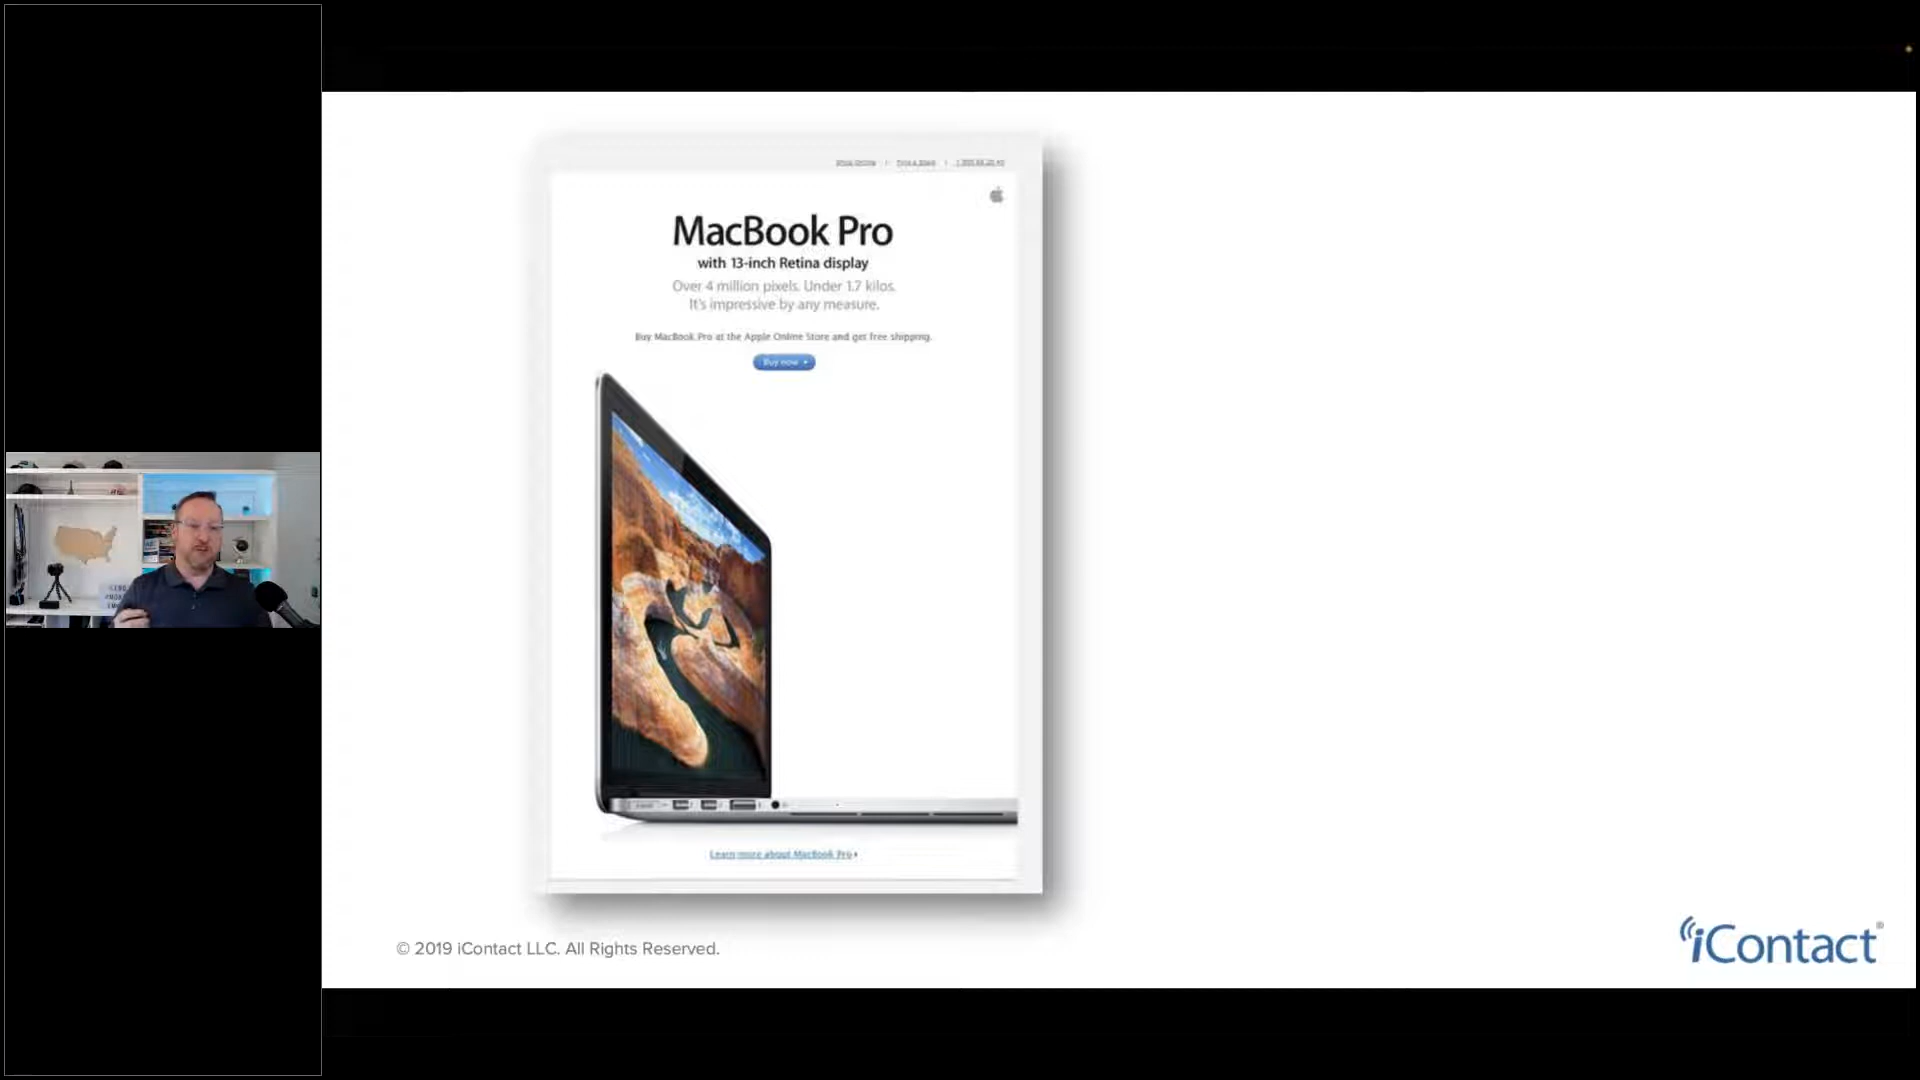 MacBook Pro
with 13-inch Retina display
Over 4 million pixels. Under 1.7 kilos.
It's impressive by any measure.
Buy MacBook Pro at the Apple Online Store and get free shipping.
Buy now
Learn more about MacBook Pro
© 2019 iContact LLC. All Rights Reserved.
iContact®